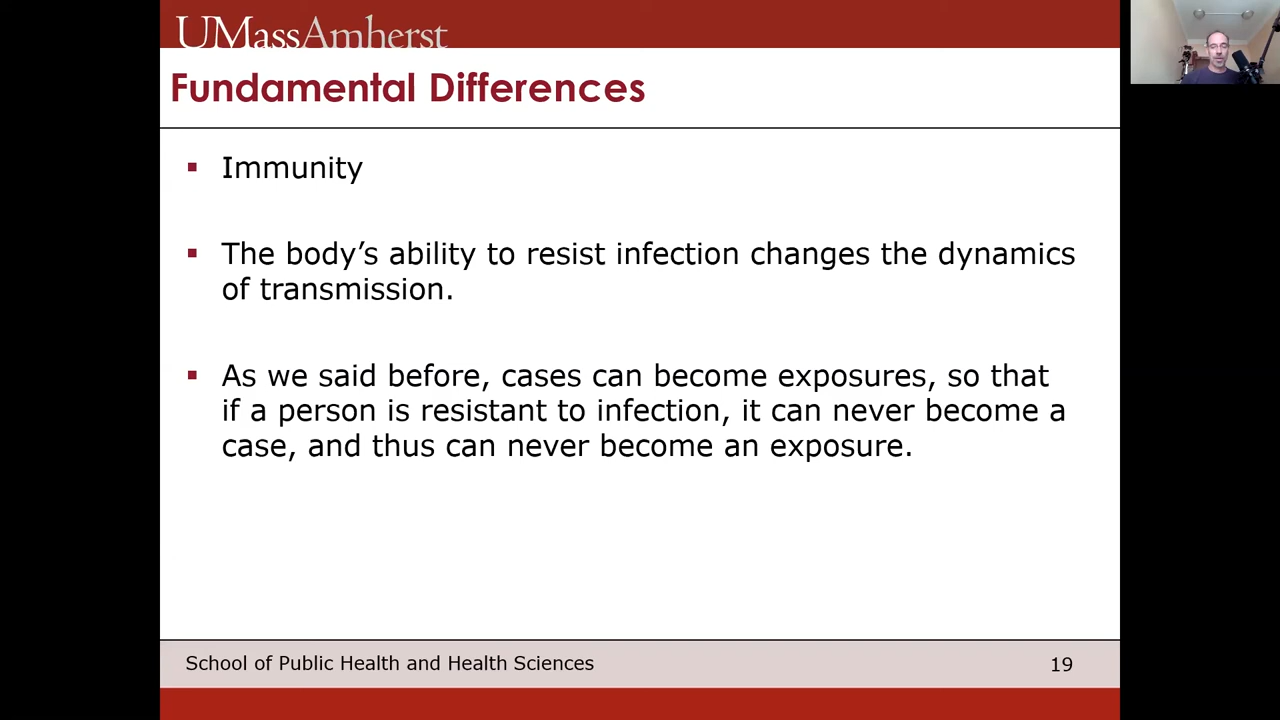 UMassAmherst
Fundamental Differences
▪ Immunity
▪ The body’s ability to resist infection changes the dynamics
of transmission.
▪ As we said before, cases can become exposures, so that
if a person is resistant to infection, it can never become a
case, and thus can never become an exposure.
School of Public Health and Health Sciences 19